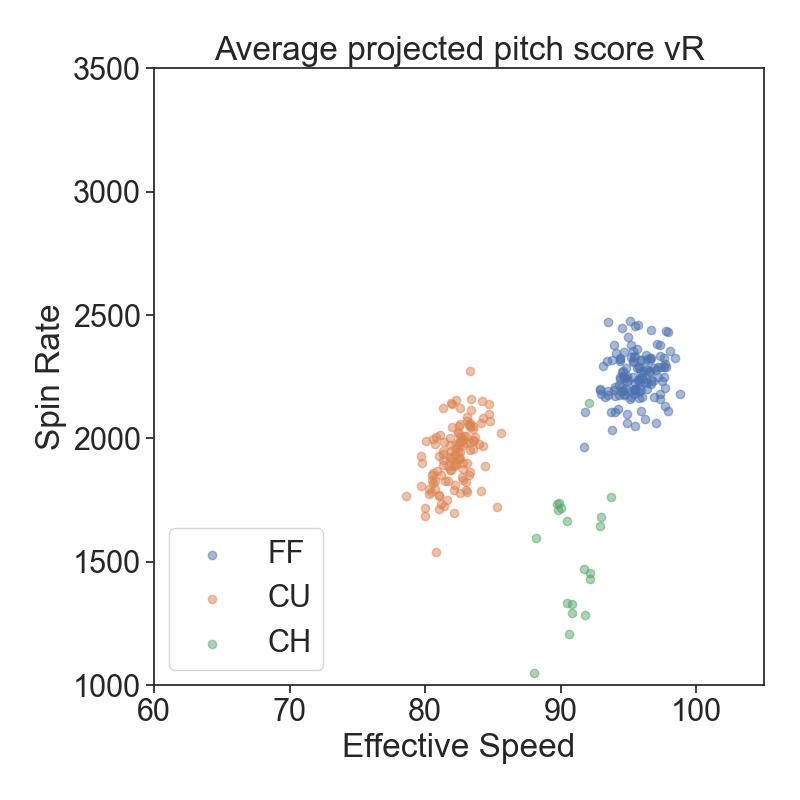 Average projected pitch score vR
3500
3000
2500
2000
1500
1000
Spin Rate
FF
CU
CH
60 70 80 90 100
Effective Speed